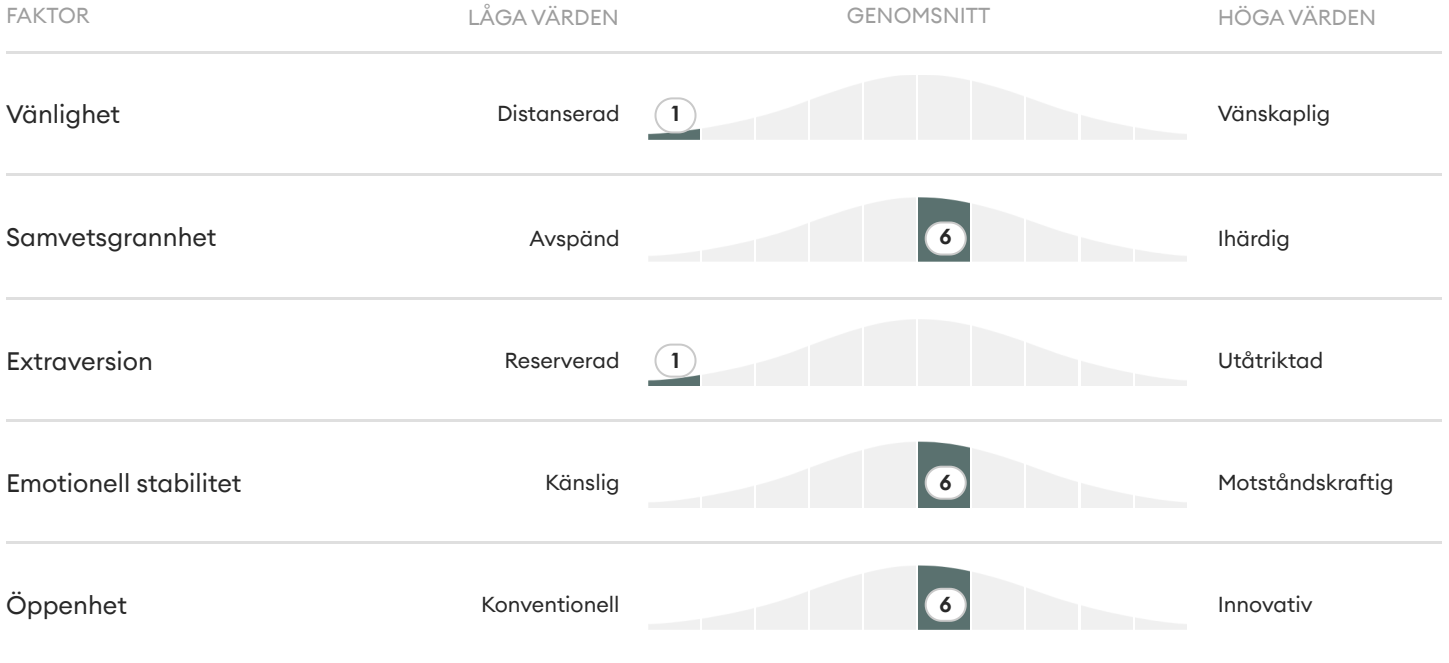 FAKTOR LÅGA VÄRDEN GENOMSNITT HÖGA VÄRDEN
Vänlighet Distanserad 1 Vänskaplig
Samvetsgrannhet Avspänd 6 Ihärdig
Extraversion Reserverad 1 Utåtriktad
Emotionell stabilitet Känslig 6 Motståndskraftig
Öppenhet Konventionell 6 Innovativ